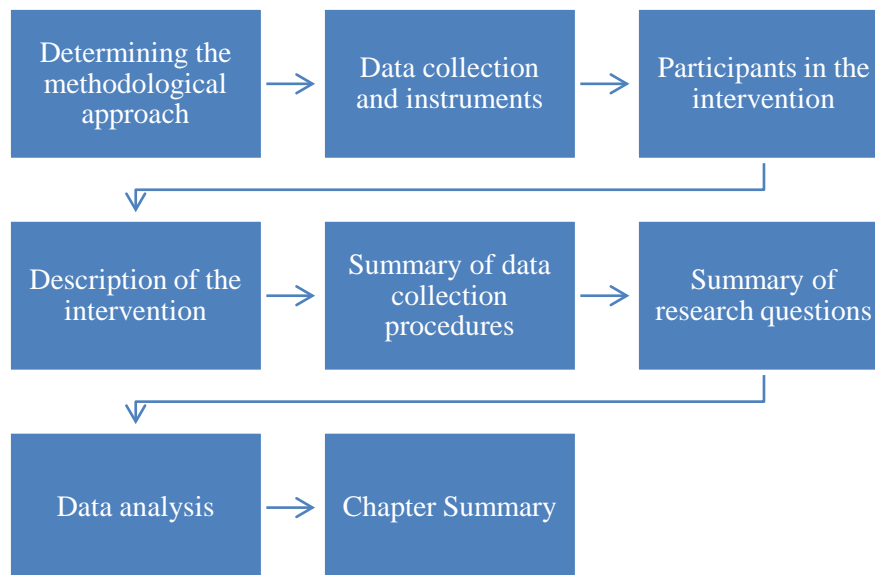 Determining the
methodological
approach
Data collection
and instruments
Participants in the
intervention
Description of the
intervention
Summary of data
collection
procedures
Summary of
research questions
Data analysis
Chapter Summary